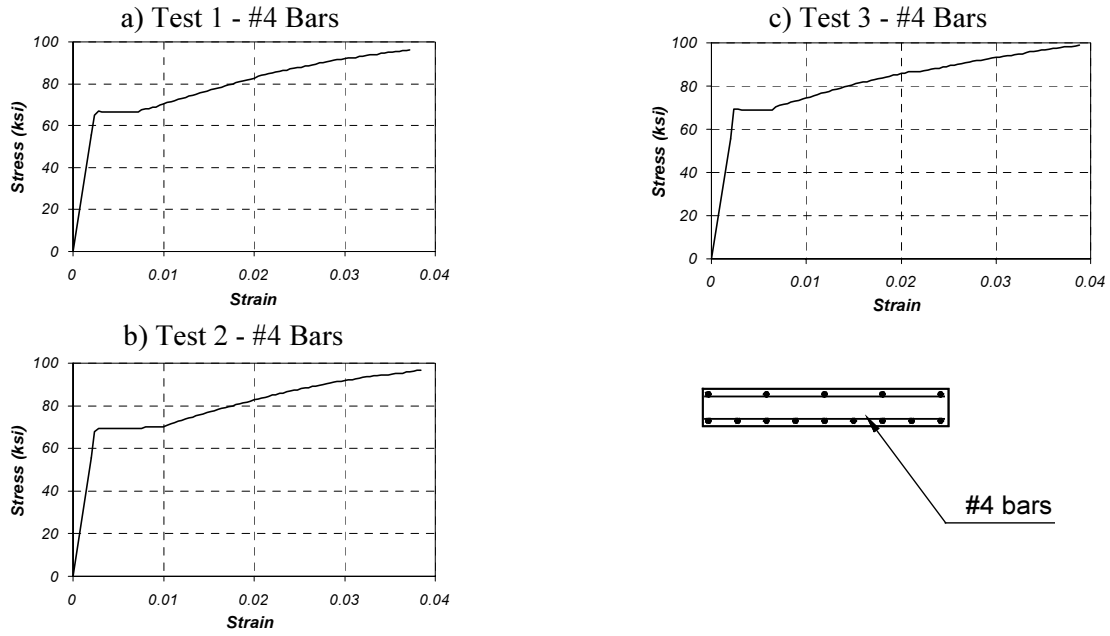 a) Test 1 - #4 Bars
100
80
60
40
20
0
Stress (ksi)
0 0.01 0.02 0.03 0.04
Strain
b) Test 2 - #4 Bars
100
80
60
40
20
0
Stress (ksi)
0 0.01 0.02 0.03 0.04
Strain
c) Test 3 - #4 Bars
100
80
60
40
20
0
Stress (ksi)
0 0.01 0.02 0.03 0.04
Strain
#4 bars